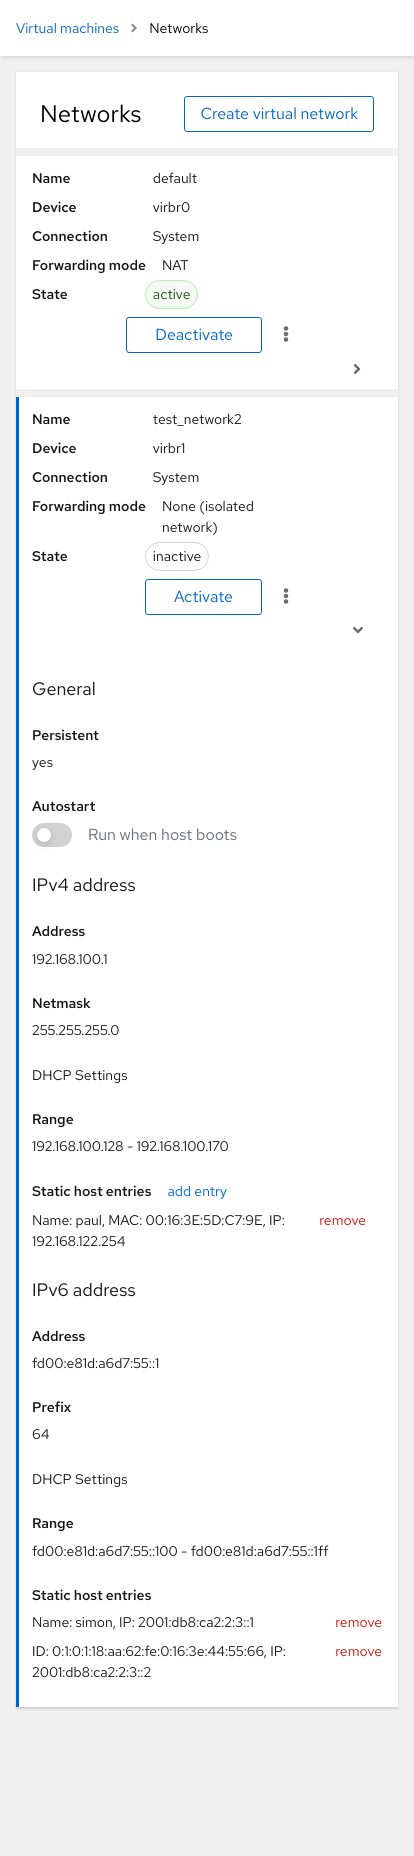 Virtual machines > Networks
Networks
Create virtual network
Name default
Device virbr0
Connection System
Forwarding mode NAT
State active
Deactivate
Name test_network2
Device virbr1
Connection System
Forwarding mode None (isolated
network)
State inactive
Activate
General
Persistent
yes
Autostart
Run when host boots
IPv4 address
Address
192.168.100.1
Netmask
255.255.255.0
DHCP Settings
Range
192.168.100.128 - 192.168.100.170
Static host entries add entry
Name: paul, MAC: 00:16:3E:5D:C7:9E, IP: remove
192.168.122.254
IPv6 address
Address
fd00:e81d:a6d7:55::1
Prefix
64
DHCP Settings
Range
fd00:e81d:a6d7:55::100 - fd00:e81d:a6d7:55::1ff
Static host entries
Name: simon, IP: 2001:db8:ca2:2:3::1 remove
ID: 0:1:0:1:18:aa:62:fe:0:16:3e:44:55:66, IP: remove
2001:db8:ca2:2:3::2